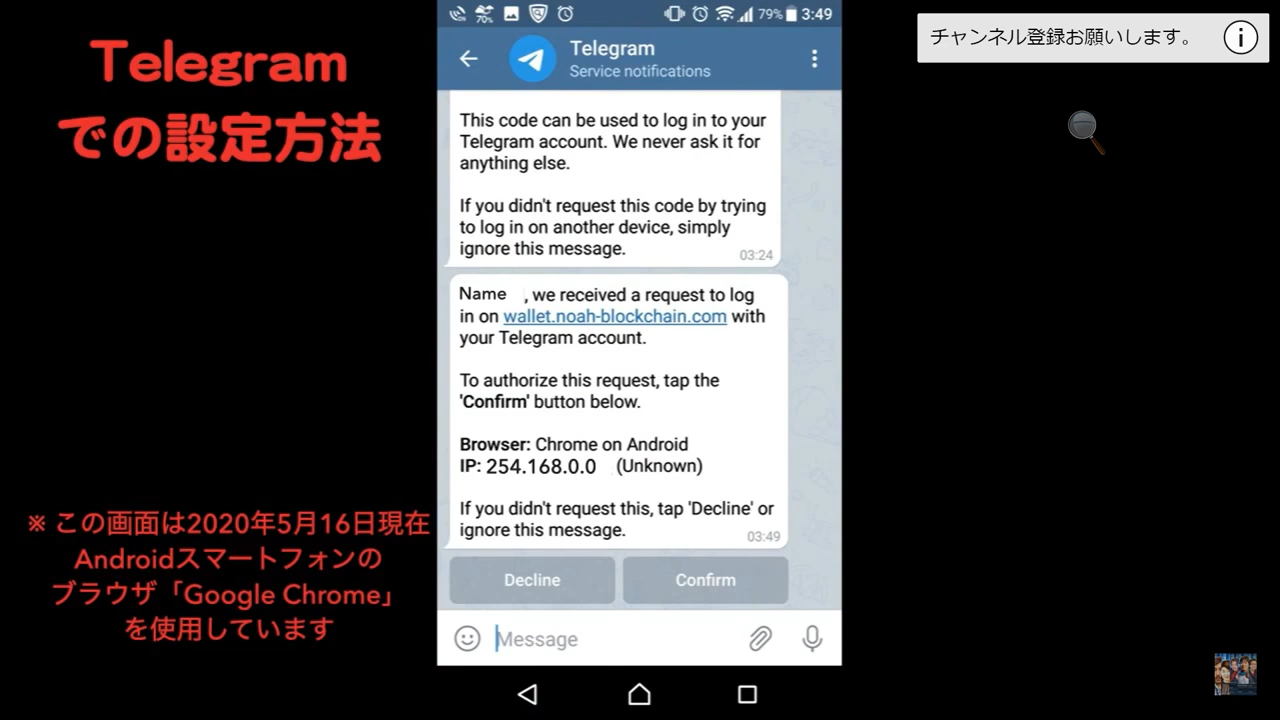 Telegram
での設定方法
※ この画面は2020年5月16日現在
Androidスマートフォンの
ブラウザ「Google Chrome」
を使用しています
70%
79%
3:49
Telegram
Service notifications
This code can be used to log in to your
Telegram account. We never ask it for
anything else.
If you didn't request this code by trying
to log in on another device, simply
ignore this message.
03:24
Name , we received a request to log
in on wallet.noah-blockchain.com with
your Telegram account.
To authorize this request, tap the
'Confirm' button below.
Browser: Chrome on Android
IP: 254.168.0.0 (Unknown)
If you didn't request this, tap 'Decline' or
ignore this message.
03:49
Decline
Confirm
Message
チャンネル登録お願いします。